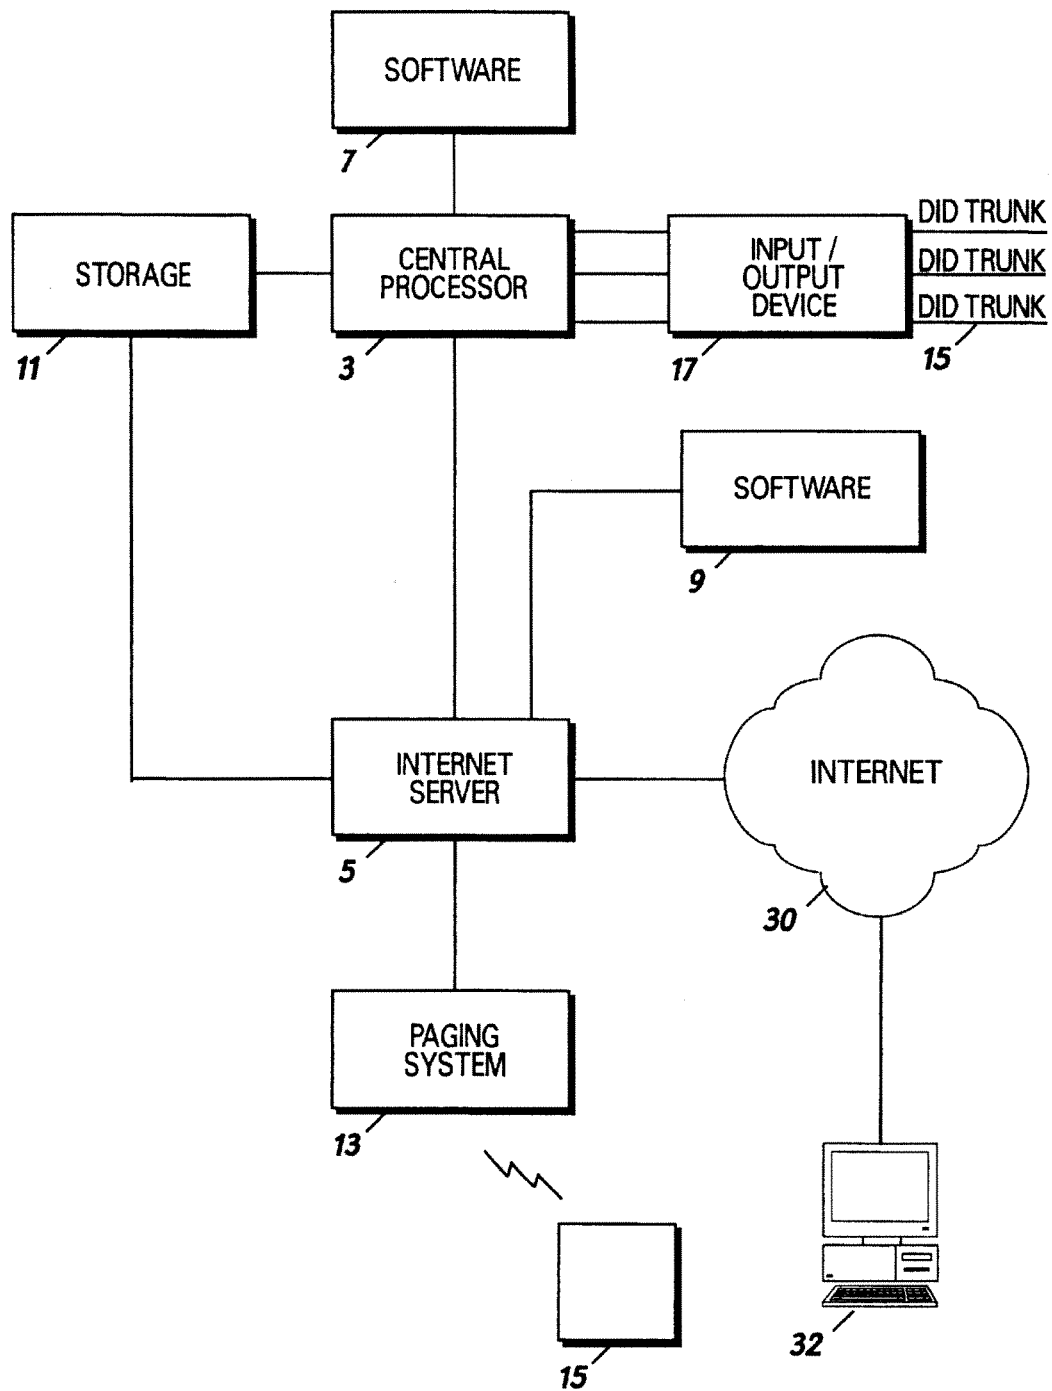 SOFTWARE
7
DID TRUNK
STORAGE
CENTRAL
PROCESSOR
INPUT /
OUTPUT
DEVICE
DID TRUNK
DID TRUNK
11
3
17
15
SOFTWARE
9
INTERNET
SERVER
INTERNET
5
30
PAGING
SYSTEM
13
32
15